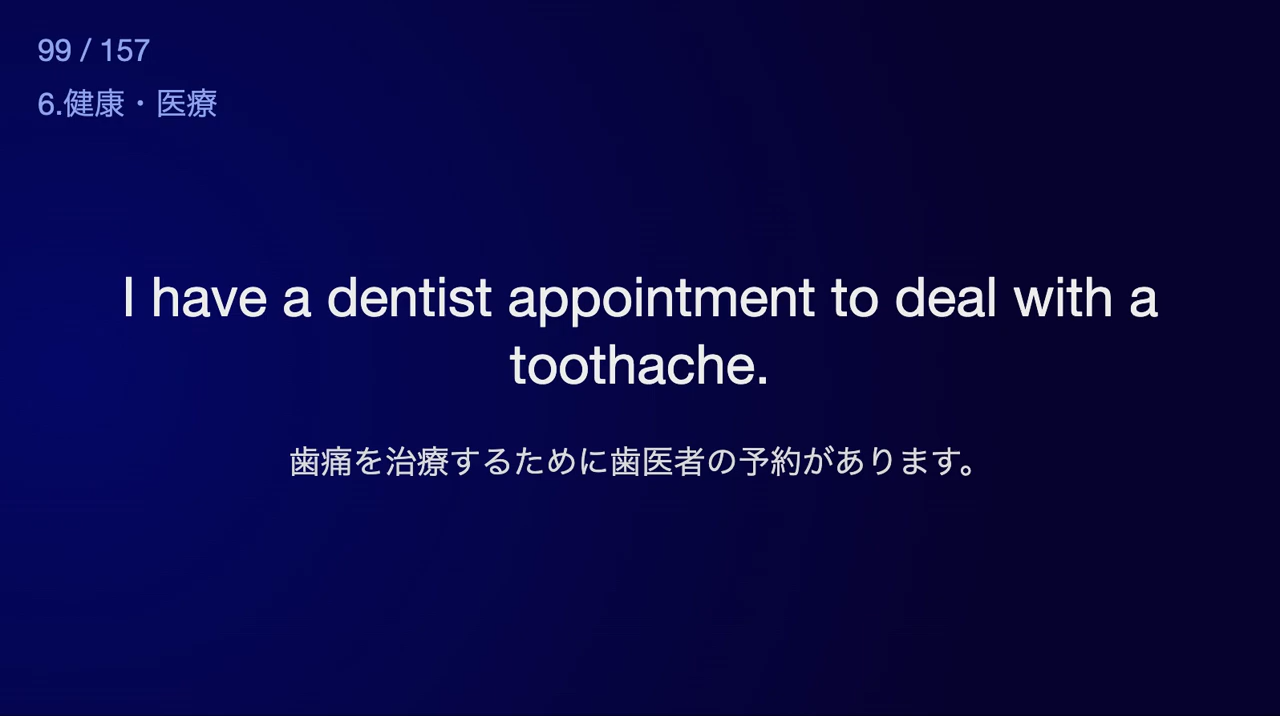 99 / 157
6.健康・医療
I have a dentist appointment to deal with a
toothache.
歯痛を治療するために歯医者の予約があります。